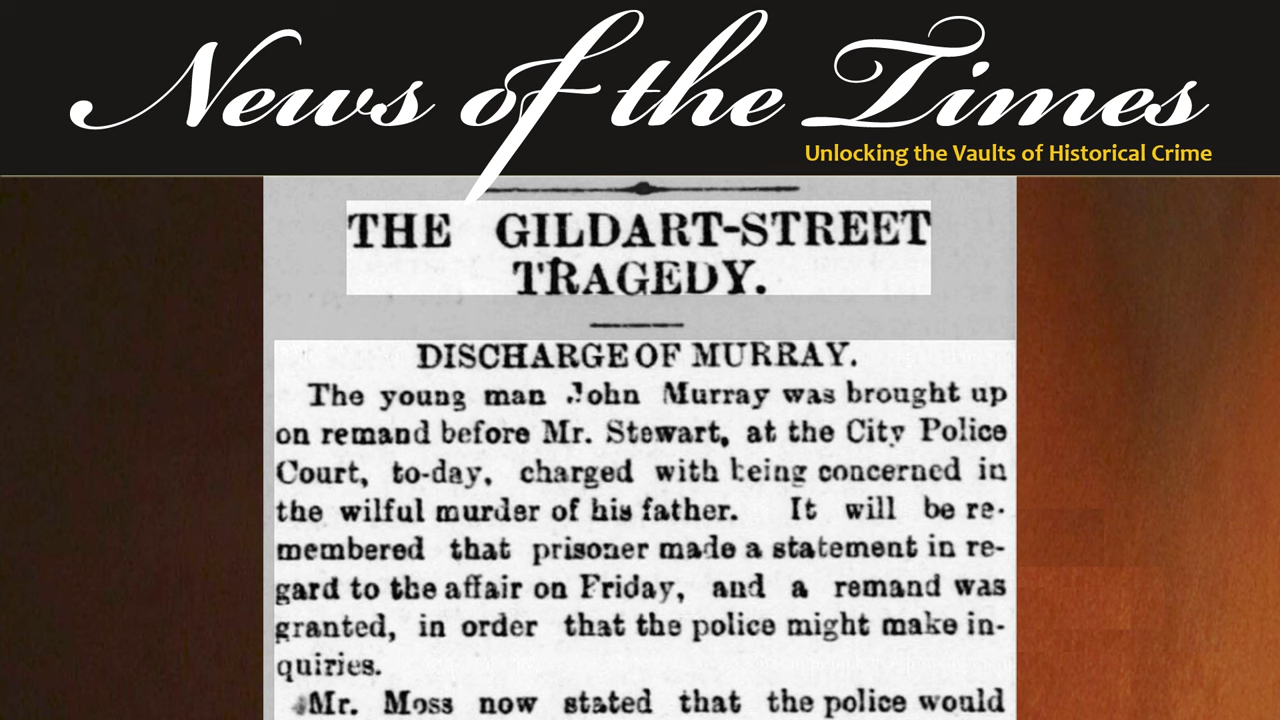 News of the Times
Unlocking the Vaults of Historical Crime
THE GILDART-STREET
TRAGEDY.
DISCHARGE OF MURRAY.
The young man John Murray was brought up
on remand before Mr. Stewart, at the City Police
Court, to-day, charged with being concerned in
the wilful murder of his father. It will be re-
membered that prisoner made a statement in re-
gard to the affair on Friday, and a remand was
granted, in order that the police might make in-
quiries.
Mr. Moss now stated that the police would